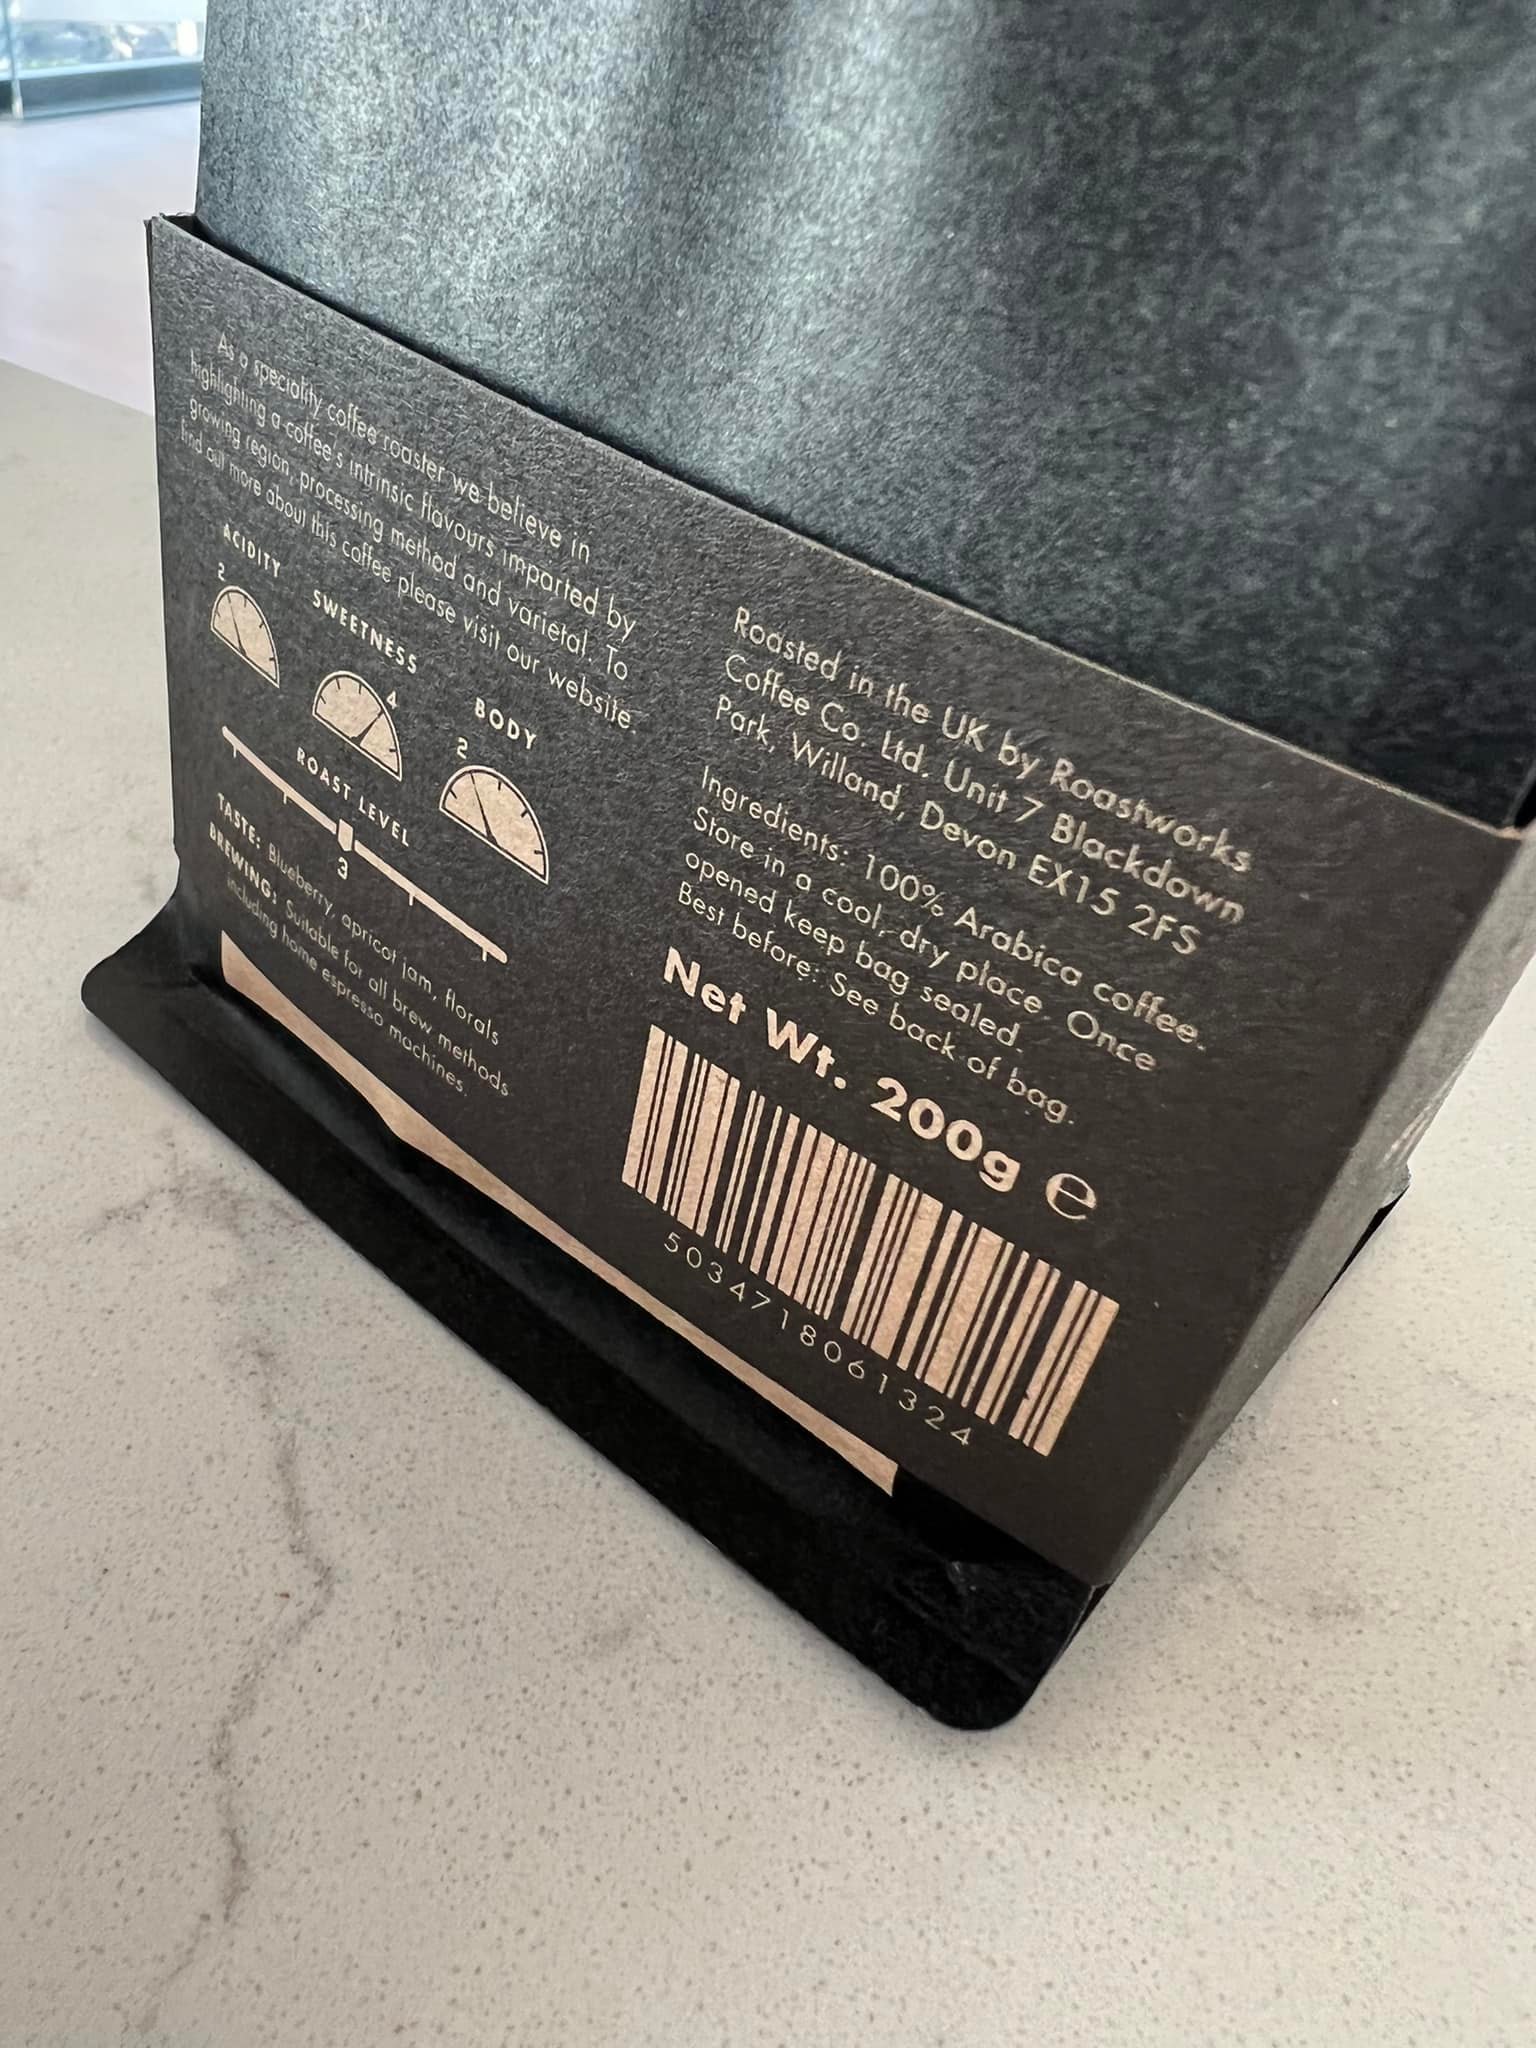 As a speciality coffee roaster we believe in
highlighting a coffee's intrinsic flavours imparted by
growing region, processing method and varietal. To
find out more about this coffee please visit our website.
ACIDITY
2
SWEETNESS
4
BODY
2
ROAST LEVEL
3
TASTE: Blueberry, apricot jam, florals
BREWING: Suitable for all brew methods
including home espresso machines.
Roasted in the UK by Roastworks
Coffee Co. Ltd. Unit 7 Blackdown
Park, Willand, Devon EX15 2FS
Ingredients: 100% Arabica coffee.
Store in a cool, dry place. Once
opened keep bag sealed.
Best before: See back of bag.
Net Wt. 200g ℮
5034718061324